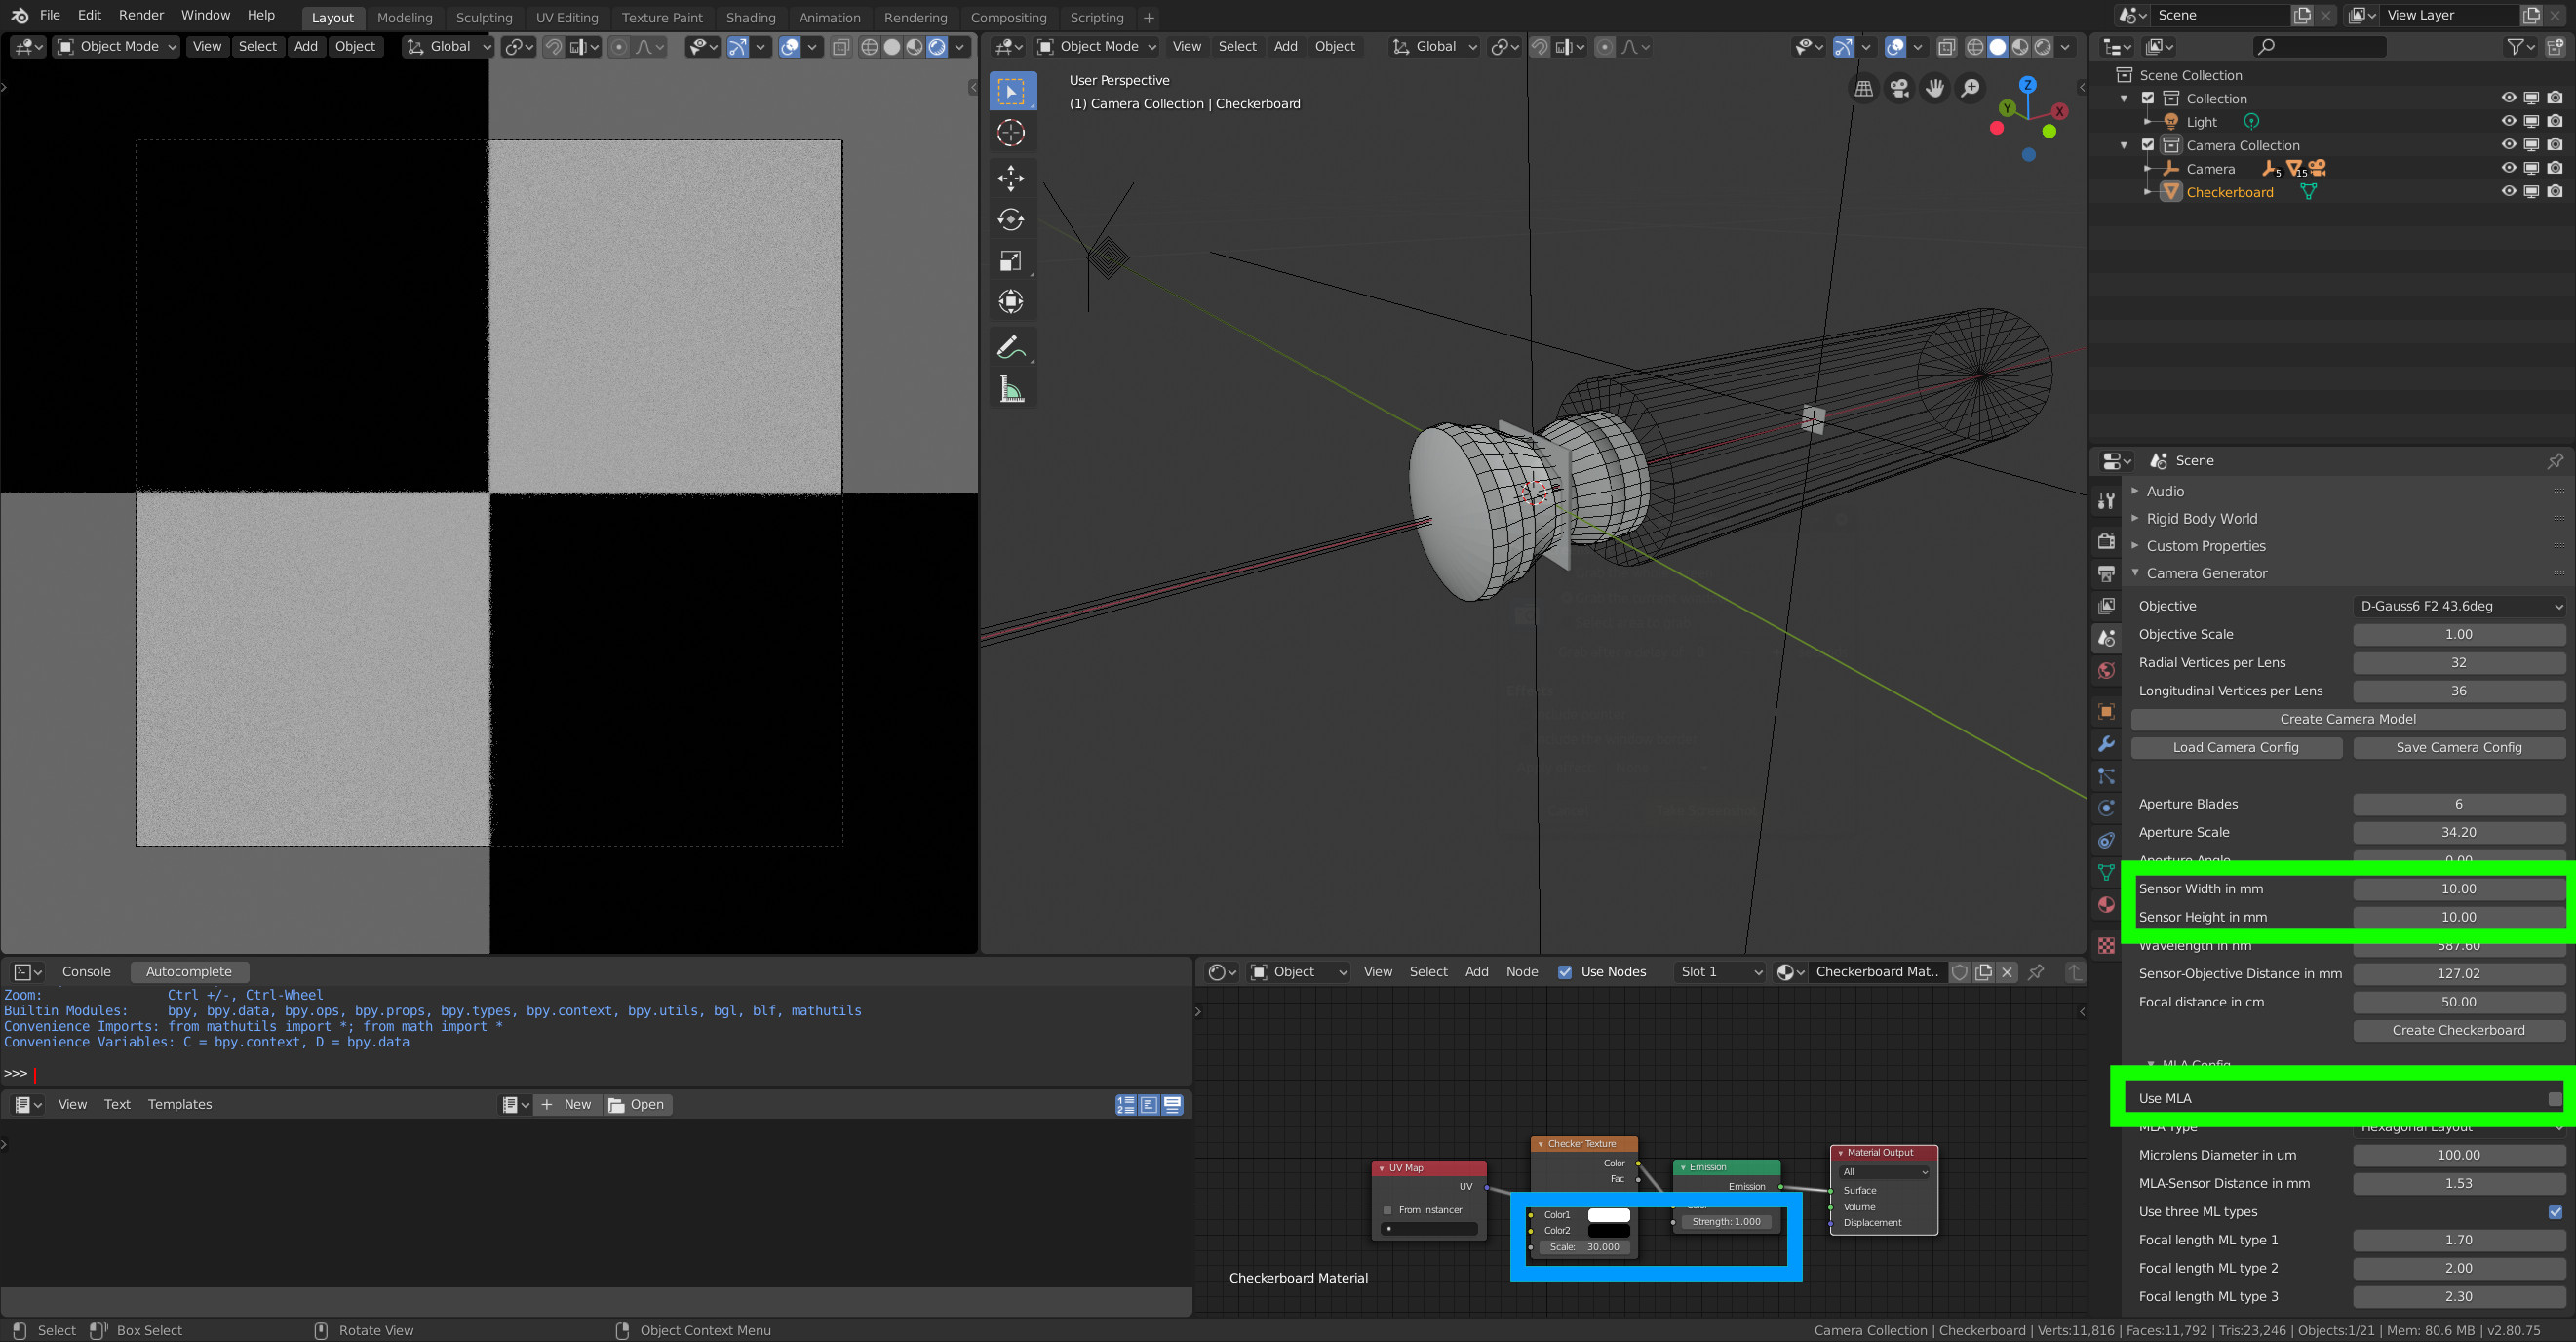 File Edit Render Window Help Layout Modeling Sculpting UV Editing Texture Paint Shading Animation Rendering Compositing Scripting + Scene View Layer
Object Mode View Select Add Object Global
Object Mode View Select Add Object Global
User Perspective
(1) Camera Collection | Checkerboard
Z
Y
X
Scene Collection
Collection
Light
Camera Collection
Camera 5 15
Checkerboard
Scene
Audio
Rigid Body World
Custom Properties
Camera Generator
Objective D-Gauss6 F2 43.6deg
Objective Scale 1.00
Radial Vertices per Lens 32
Longitudinal Vertices per Lens 36
Create Camera Model
Load Camera Config Save Camera Config
Aperture Blades 6
Aperture Scale 34.20
Aperture Angle 0.00
Sensor Width in mm 10.00
Sensor Height in mm 10.00
Wavelength in nm 587.60
Sensor-Objective Distance in mm 127.02
Focal distance in cm 50.00
Create Checkerboard
MLA Config
Use MLA
MLA Type Hexagonal Layout
Microlens Diameter in um 100.00
MLA-Sensor Distance in mm 1.53
Use three ML types
Focal length ML type 1 1.70
Focal length ML type 2 2.00
Focal length ML type 3 2.30
Console Autocomplete
Zoom: Ctrl +/-, Ctrl-Wheel
Builtin Modules: bpy, bpy.data, bpy.ops, bpy.props, bpy.types, bpy.context, bpy.utils, bgl, blf, mathutils
Convenience Imports: from mathutils import *; from math import *
Convenience Variables: C = bpy.context, D = bpy.data
>>>
View Text Templates + New Open
Object View Select Add Node Use Nodes Slot 1 Checkerboard Mat..
UV Map
UV
From Instancer
Checker Texture
Color
Fac
Color1
Color2
Scale: 30.000
Emission
Emission
Strength: 1.000
Material Output
All
Surface
Volume
Displacement
Checkerboard Material
Select Box Select Rotate View Object Context Menu
Camera Collection | Checkerboard | Verts:11,816 | Faces:11,792 | Tris:23,246 | Objects:1/21 | Mem: 80.6 MB | v2.80.75